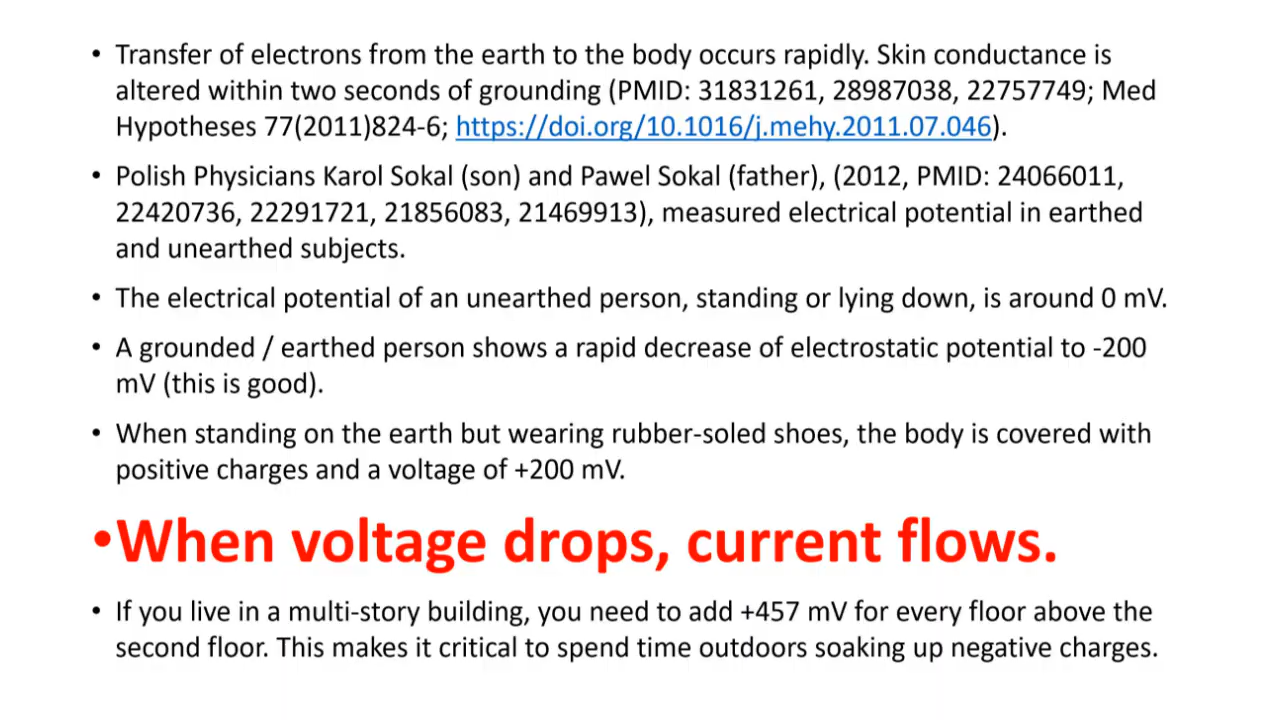 • Transfer of electrons from the earth to the body occurs rapidly. Skin conductance is
altered within two seconds of grounding (PMID: 31831261, 28987038, 22757749; Med
Hypotheses 77(2011)824-6; https://doi.org/10.1016/j.mehy.2011.07.046).
• Polish Physicians Karol Sokal (son) and Pawel Sokal (father), (2012, PMID: 24066011,
22420736, 22291721, 21856083, 21469913), measured electrical potential in earthed
and unearthed subjects.
• The electrical potential of an unearthed person, standing or lying down, is around 0 mV.
• A grounded / earthed person shows a rapid decrease of electrostatic potential to -200
mV (this is good).
• When standing on the earth but wearing rubber-soled shoes, the body is covered with
positive charges and a voltage of +200 mV.
•When voltage drops, current flows.
• If you live in a multi-story building, you need to add +457 mV for every floor above the
second floor. This makes it critical to spend time outdoors soaking up negative charges.